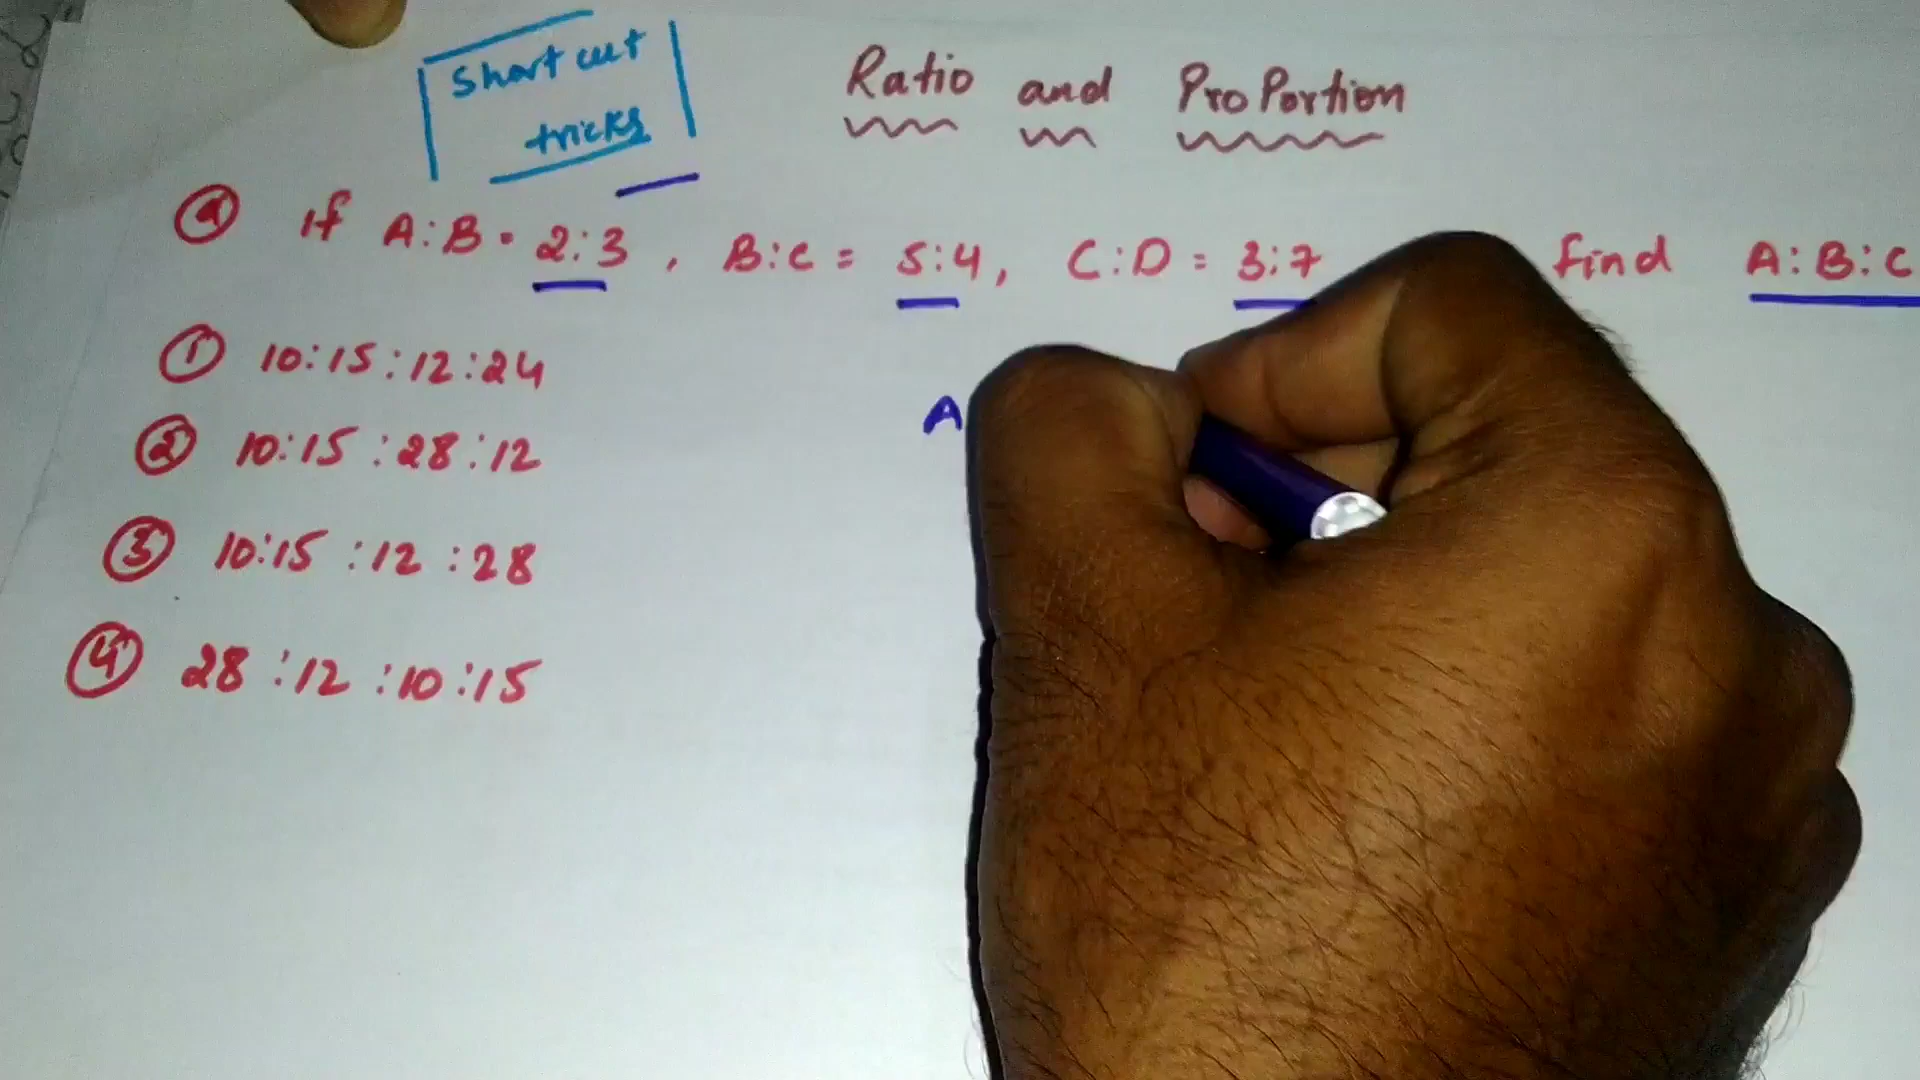 Short cut
tricks
Ratio and ProPortion
Q If A:B = 2:3, B:C = 5:4, C:D = 3:7 find A:B:C
① 10:15:12:24
② 10:15:28:12
③ 10:15:12:28
④ 28:12:10:15
A